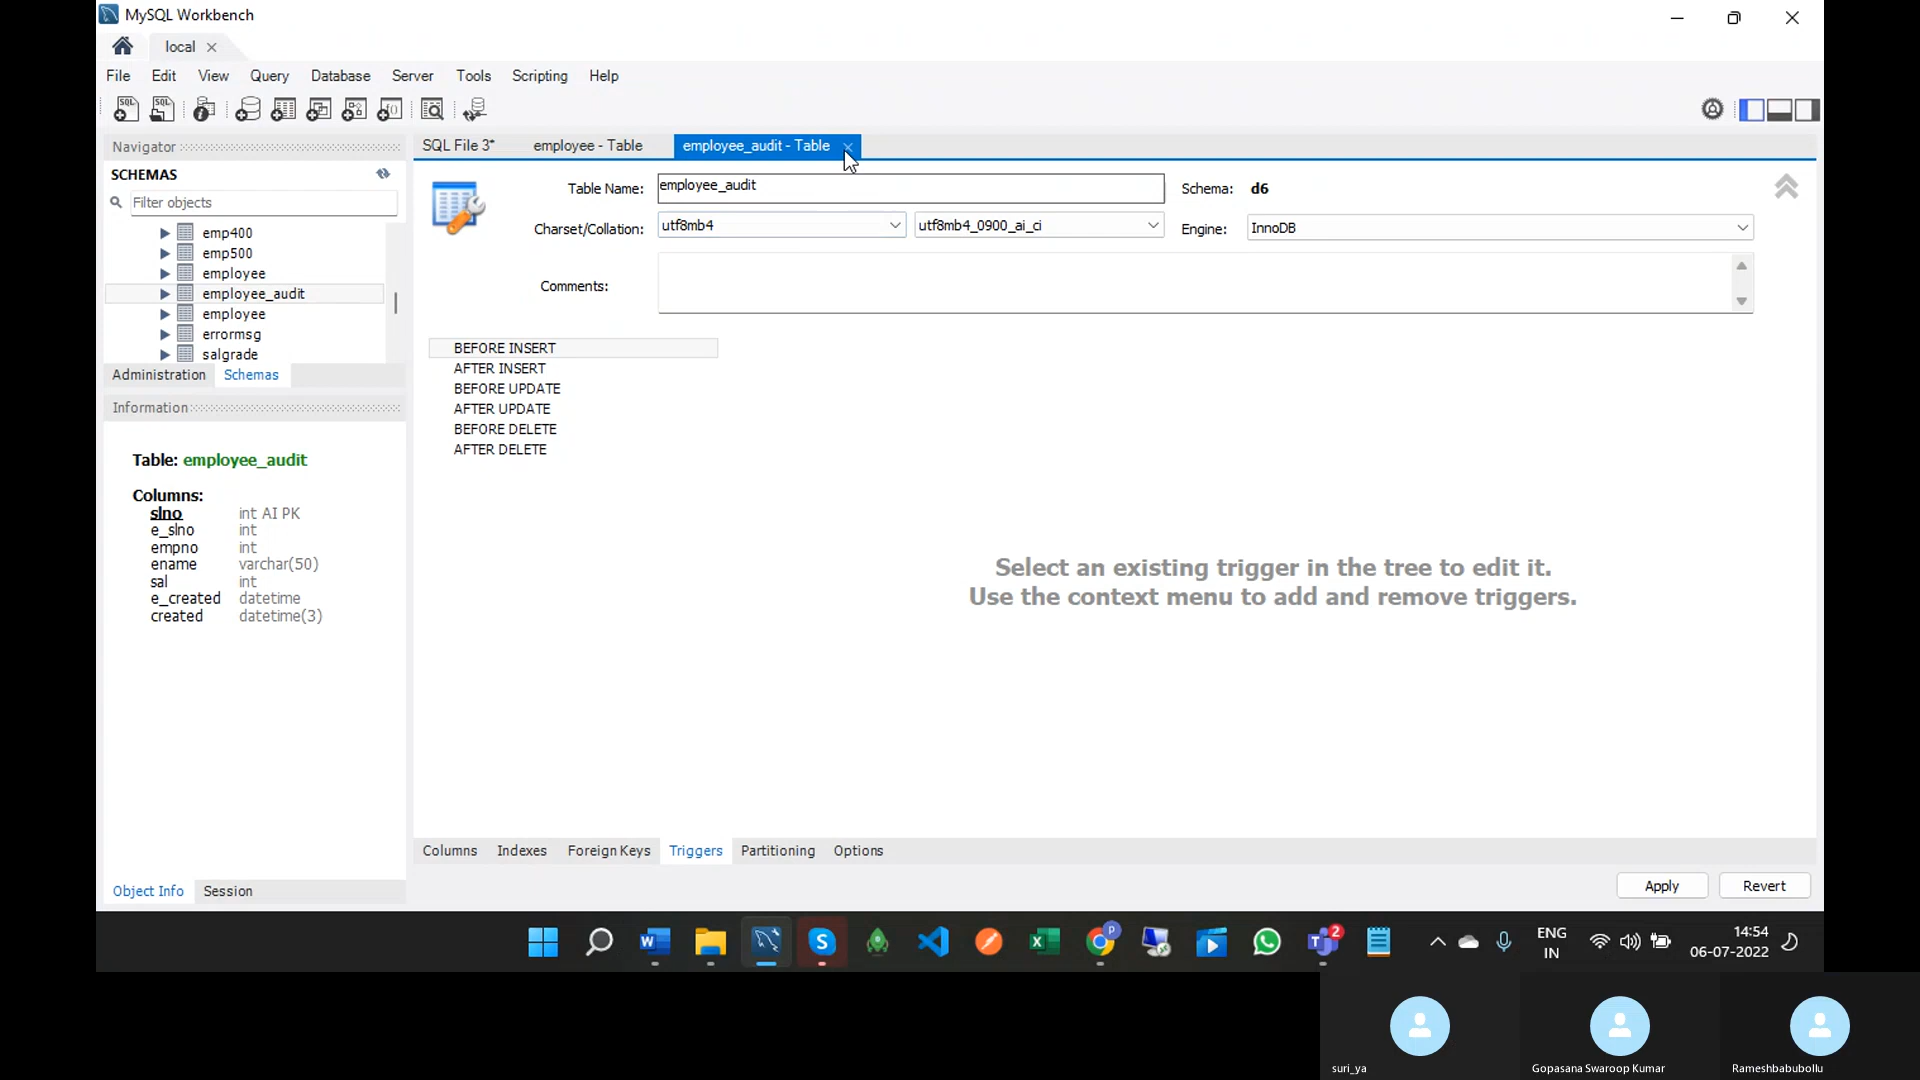 MySQL Workbench
local
File Edit View Query Database Server Tools Scripting Help
Navigator
SCHEMAS
Filter objects
emp400
emp500
employee
employee_audit
employee
errormsg
salgrade
Administration Schemas
Information
Table: employee_audit
Columns:
slno int AI PK
e_slno int
empno int
ename varchar(50)
sal int
e_created datetime
created datetime(3)
Object Info Session
SQL File 3* employee - Table employee_audit - Table
Table Name: employee_audit Schema: d6
Charset/Collation: utf8mb4 utf8mb4_0900_ai_ci Engine: InnoDB
Comments:
BEFORE INSERT
AFTER INSERT
BEFORE UPDATE
AFTER UPDATE
BEFORE DELETE
AFTER DELETE
Select an existing trigger in the tree to edit it.
Use the context menu to add and remove triggers.
Columns Indexes Foreign Keys Triggers Partitioning Options
Apply Revert
ENG
IN
14:54
06-07-2022
suri_ya Gopasana Swaroop Kumar Rameshbabubollu